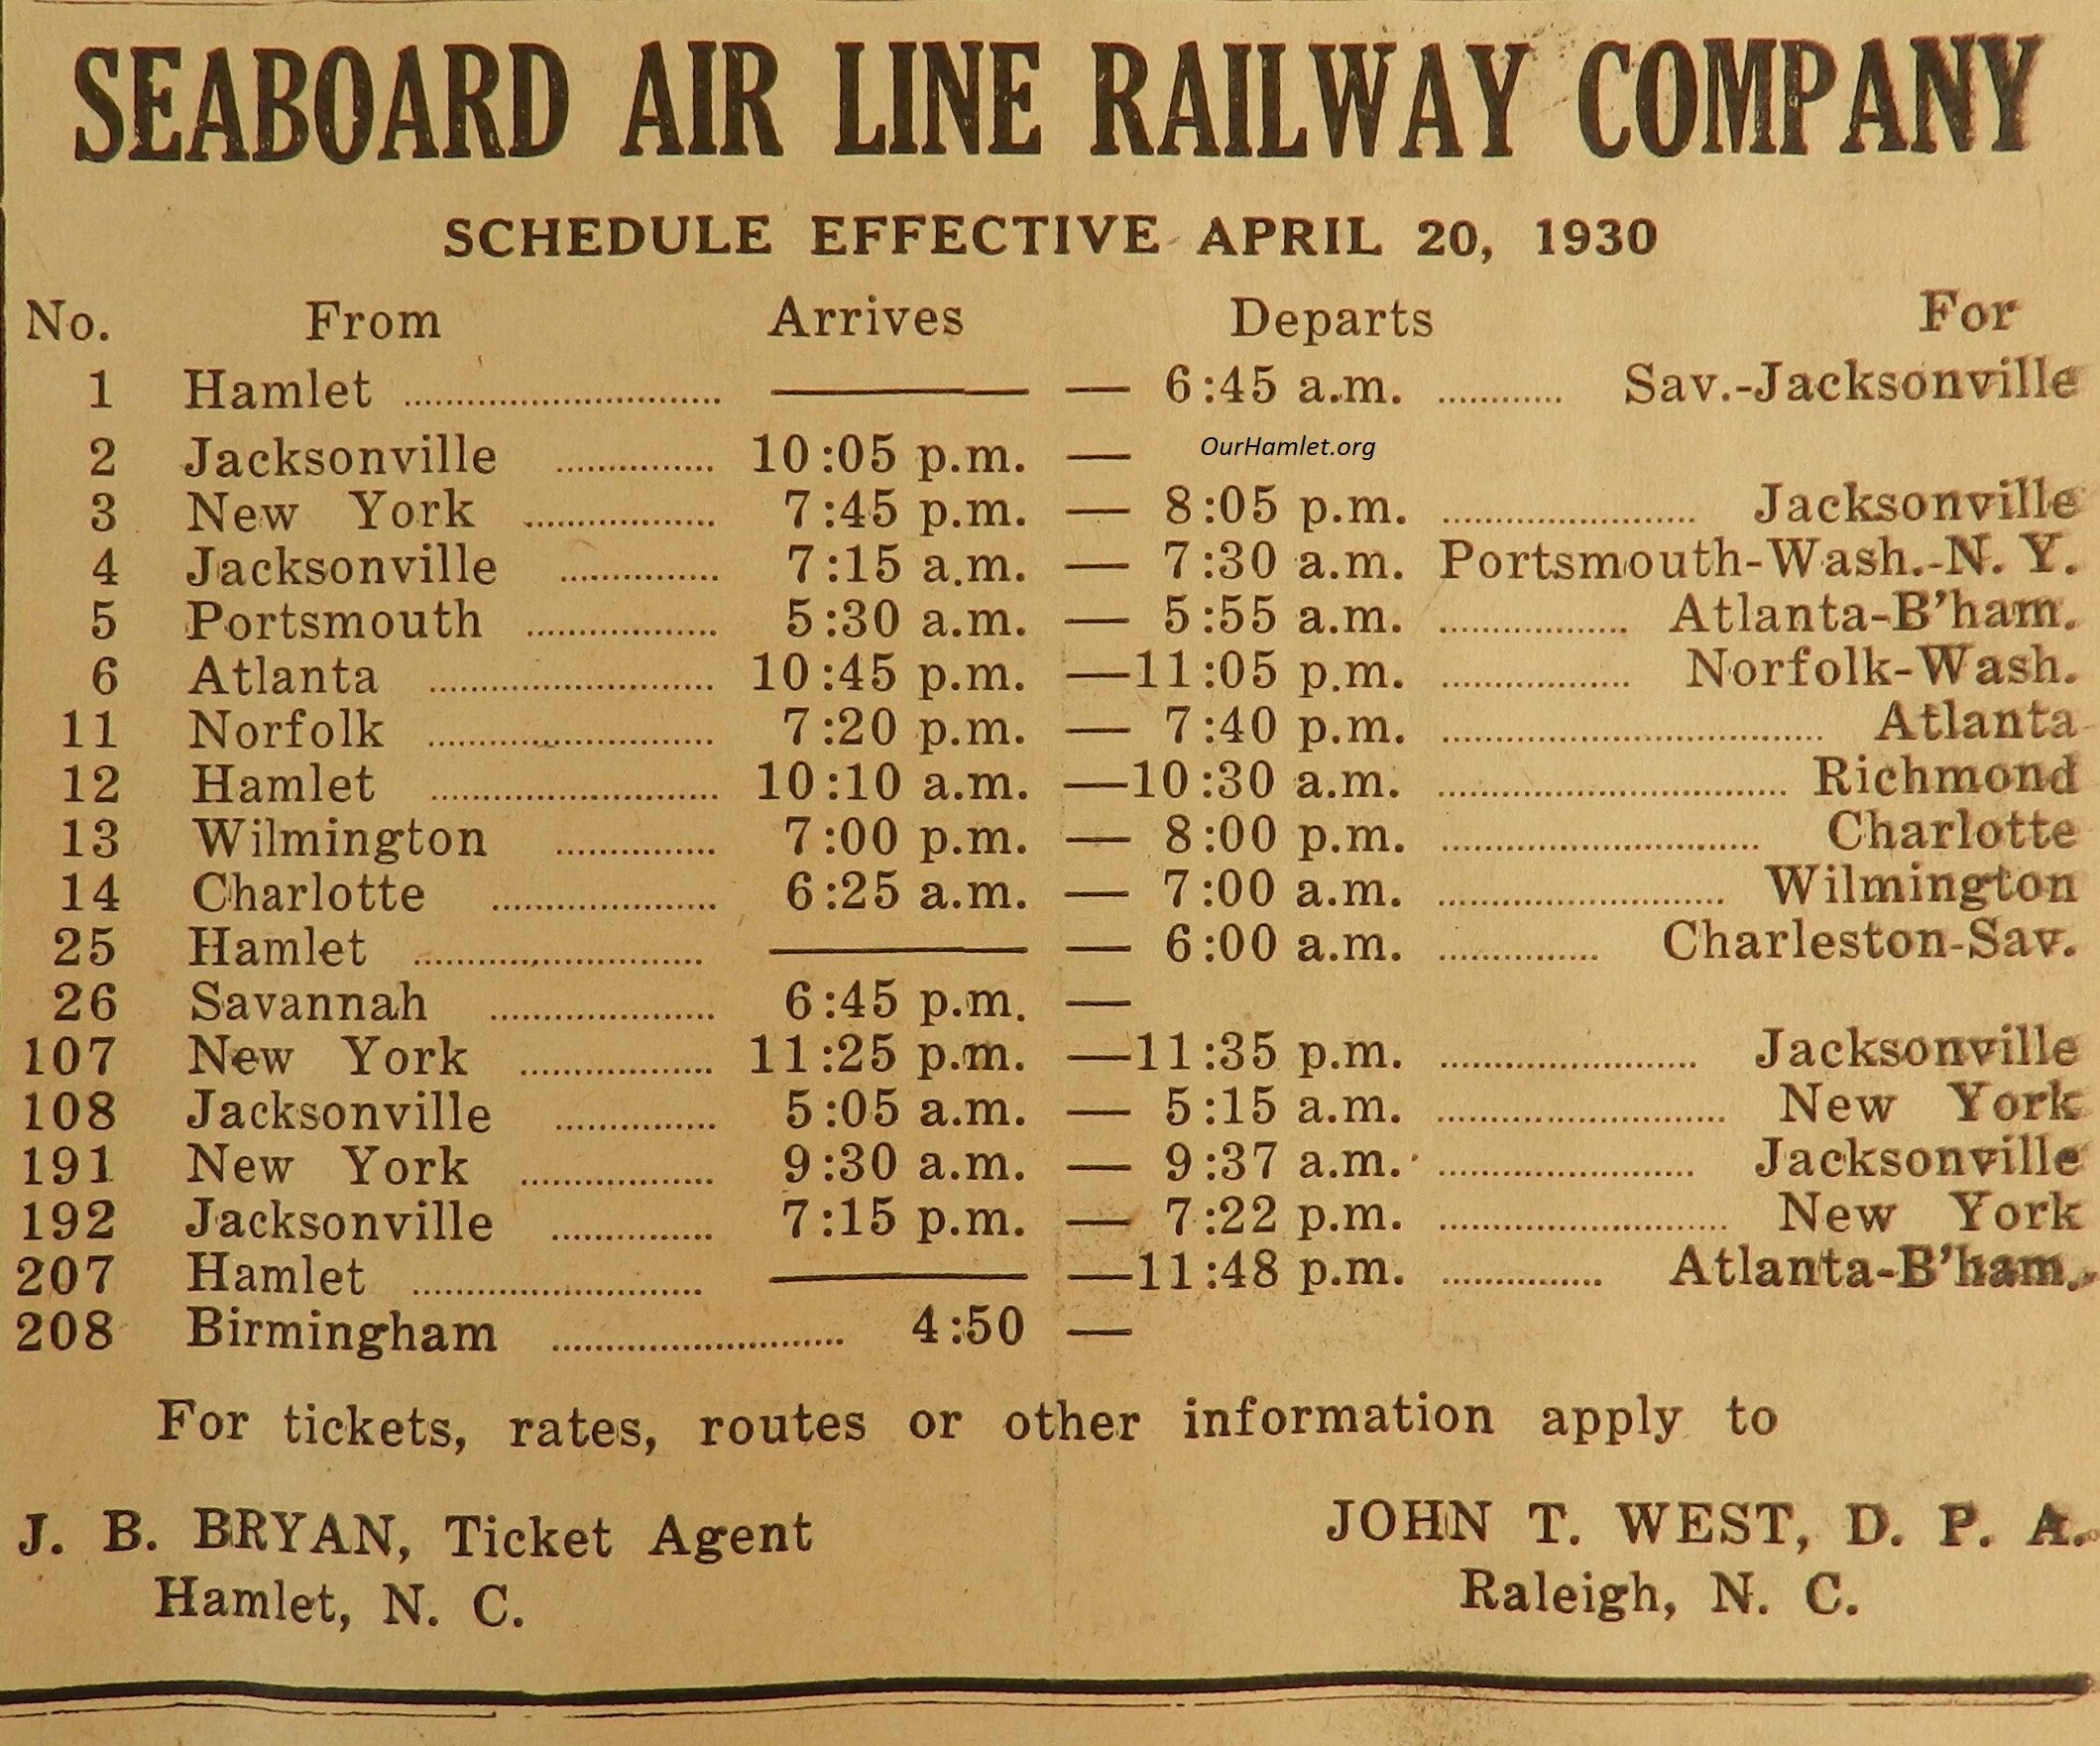 SEABOARD AIR LINE RAILWAY COMPANY
SCHEDULE EFFECTIVE APRIL 20, 1930
No. From Arrives Departs For
1 Hamlet ........ ——— — 6:45 a.m. ........ Sav.-Jacksonville
2 Jacksonville ........ 10:05 p.m. — OurHamlet.org
3 New York ........ 7:45 p.m. — 8:05 p.m. ........ Jacksonville
4 Jacksonville ........ 7:15 a.m. — 7:30 a.m. Portsmouth-Wash.-N. Y.
5 Portsmouth ........ 5:30 a.m. — 5:55 a.m. ........ Atlanta-B'ham.
6 Atlanta ........ 10:45 p.m. —11:05 p.m. ........ Norfolk-Wash.
11 Norfolk ........ 7:20 p.m. — 7:40 p.m. ........ Atlanta
12 Hamlet ........ 10:10 a.m. —10:30 a.m. ........ Richmond
13 Wilmington ........ 7:00 p.m. — 8:00 p.m. ........ Charlotte
14 Charlotte ........ 6:25 a.m. — 7:00 a.m. ........ Wilmington
25 Hamlet ........ ——— — 6:00 a.m. ........ Charleston-Sav.
26 Savannah ........ 6:45 p.m. —
107 New York ........ 11:25 p.m. —11:35 p.m. ........ Jacksonville
108 Jacksonville ........ 5:05 a.m. — 5:15 a.m. ........ New York
191 New York ........ 9:30 a.m. — 9:37 a.m. ........ Jacksonville
192 Jacksonville ........ 7:15 p.m. — 7:22 p.m. ........ New York
207 Hamlet ........ ——— —11:48 p.m. ........ Atlanta-B'ham.
208 Birmingham ........ 4:50 —
For tickets, rates, routes or other information apply to
J. B. BRYAN, Ticket Agent JOHN T. WEST, D. P. A.
Hamlet, N. C. Raleigh, N. C.